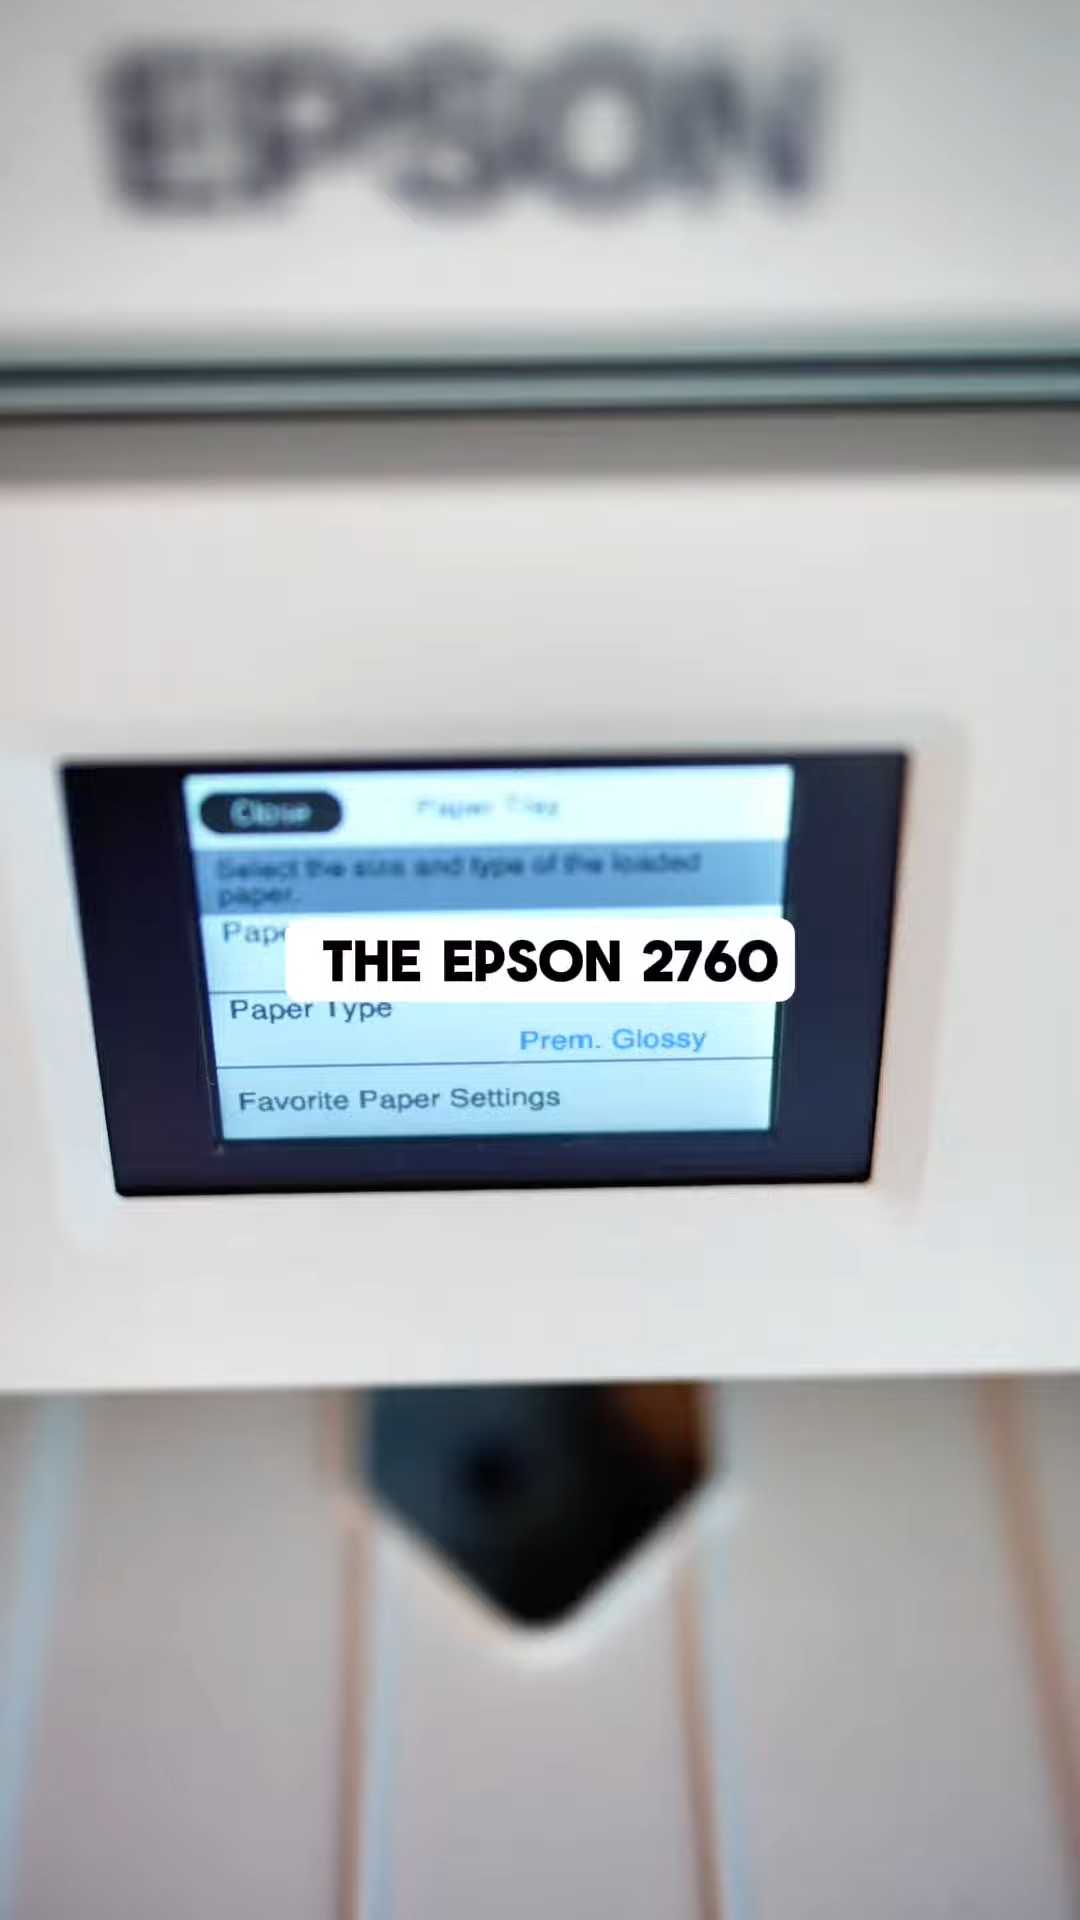 EPSON
Close
Paper Tray
Select the size and type of the loaded
paper.
Pape
THE EPSON 2760
Paper Type
Prem. Glossy
Favorite Paper Settings